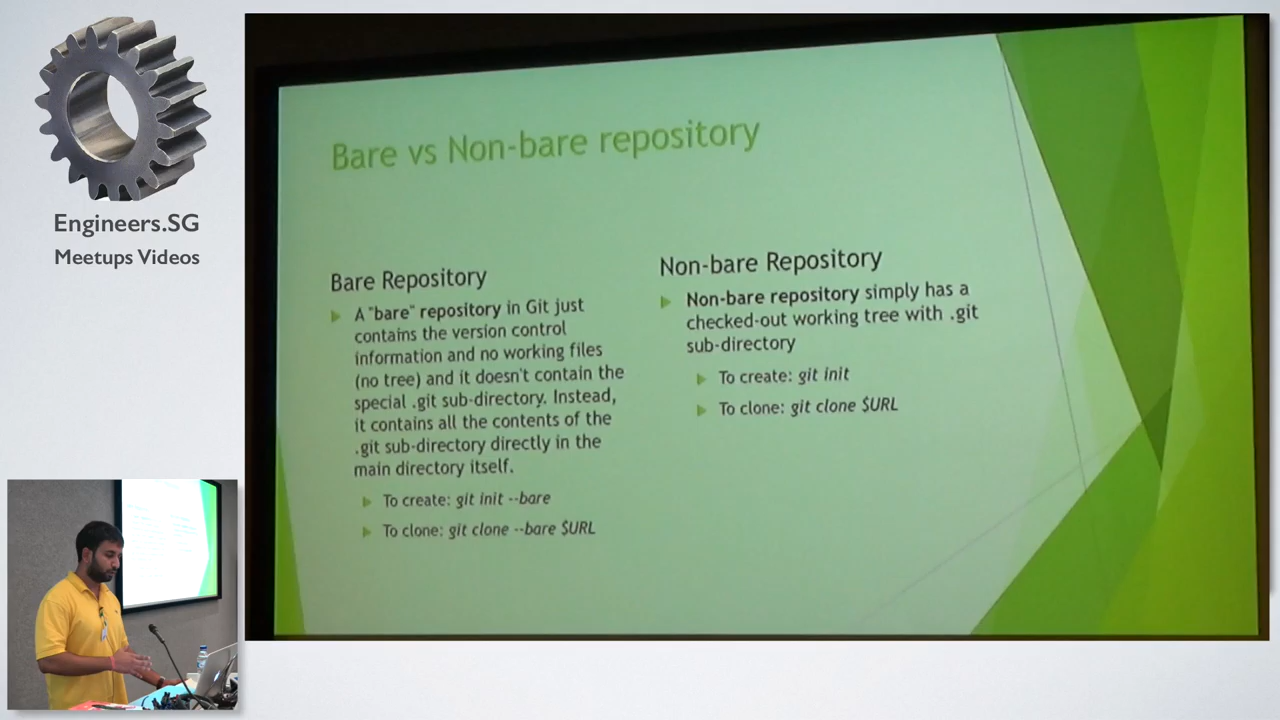 Engineers.SG
Meetups Videos
Bare vs Non-bare repository
Bare Repository
A "bare" repository in Git just
contains the version control
information and no working files
(no tree) and it doesn't contain the
special .git sub-directory. Instead,
it contains all the contents of the
.git sub-directory directly in the
main directory itself.
To create: git init --bare
To clone: git clone --bare $URL
Non-bare Repository
Non-bare repository simply has a
checked-out working tree with .git
sub-directory
To create: git init
To clone: git clone $URL